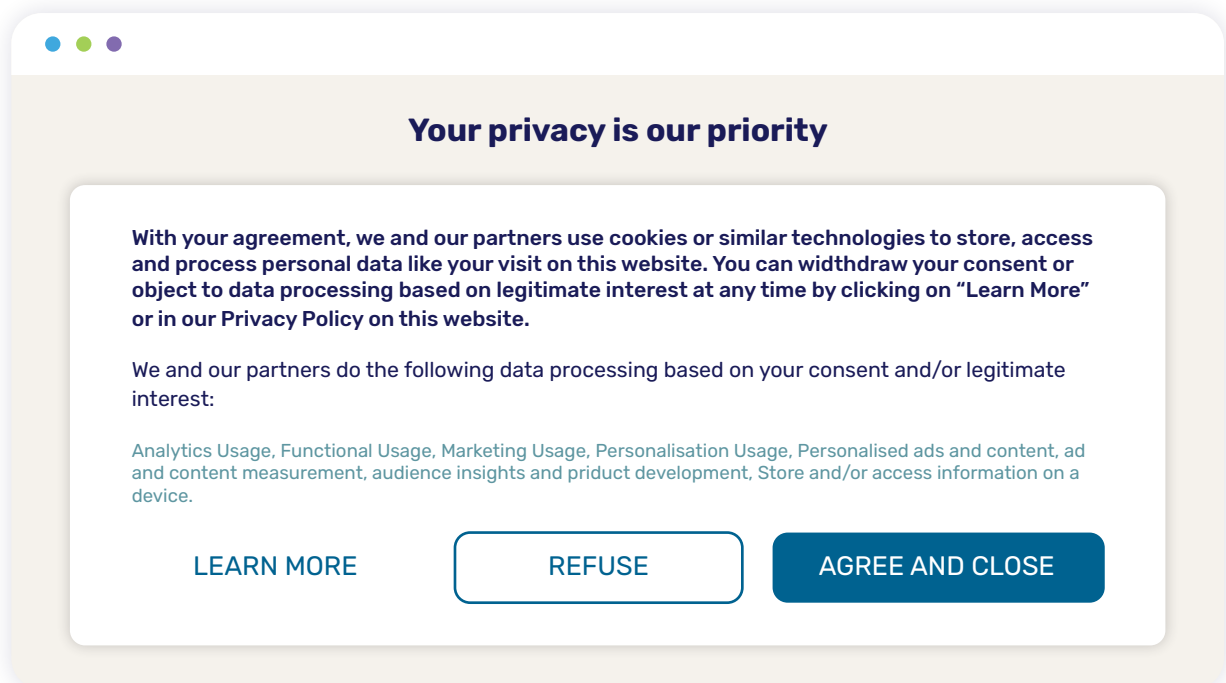 Your privacy is our priority
With your agreement, we and our partners use cookies or similar technologies to store, access
and process personal data like your visit on this website. You can widthdraw your consent or
object to data processing based on legitimate interest at any time by clicking on “Learn More”
or in our Privacy Policy on this website.
We and our partners do the following data processing based on your consent and/or legitimate
interest:
Analytics Usage, Functional Usage, Marketing Usage, Personalisation Usage, Personalised ads and content, ad
and content measurement, audience insights and priduct development, Store and/or access information on a
device.
LEARN MORE
REFUSE
AGREE AND CLOSE